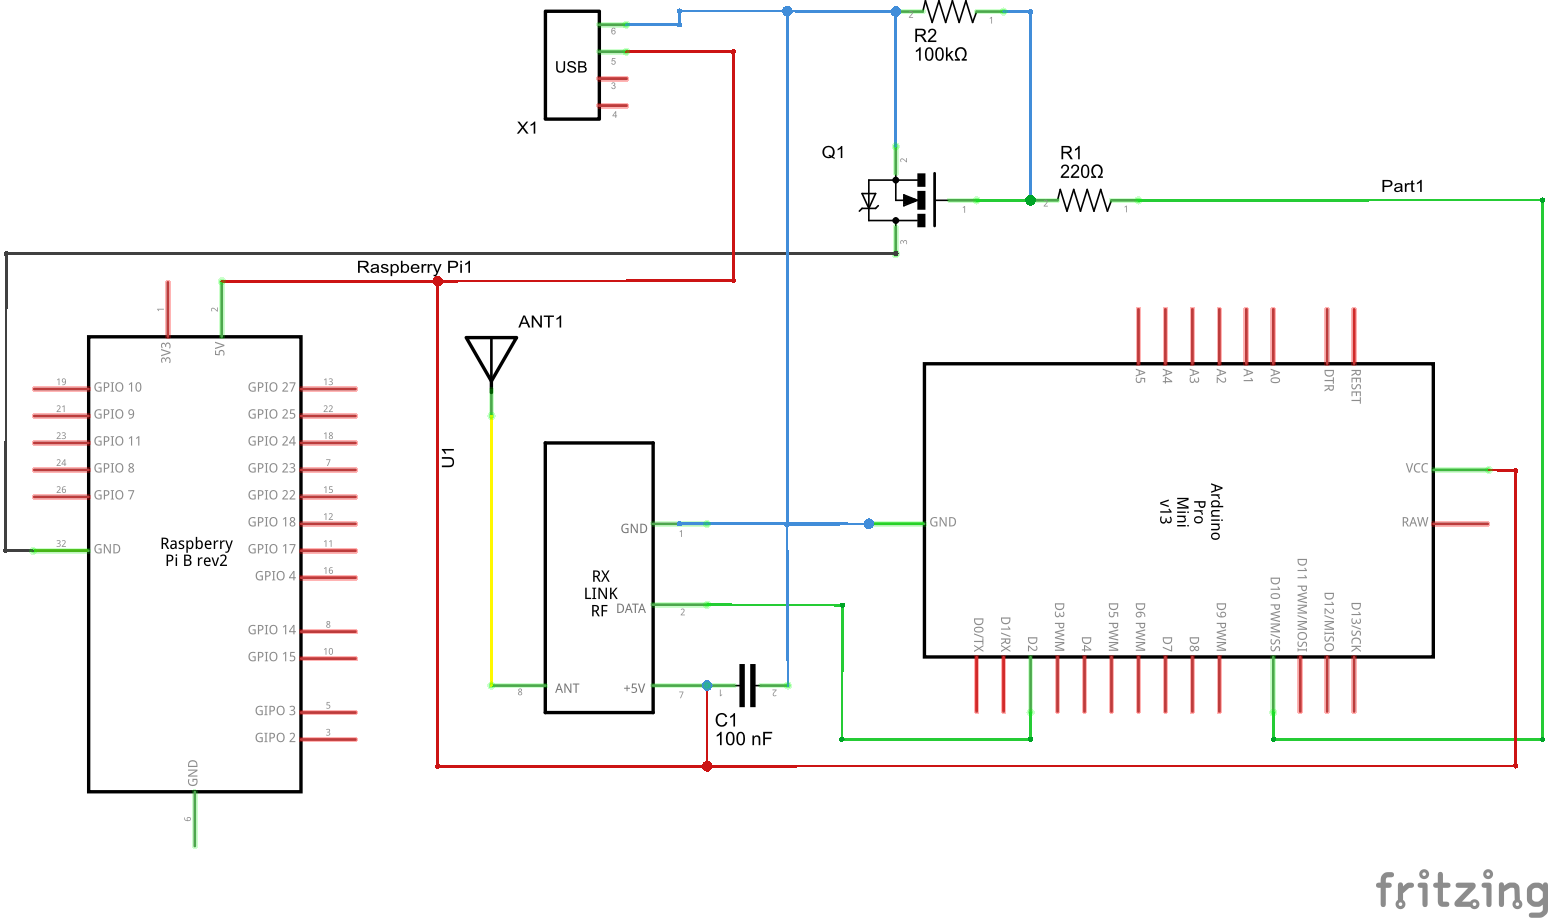 6
5
3
4
USB
X1
2
1
R2
100kΩ
Q1
2
1
3
R1
220Ω
2
1
Part1
Raspberry Pi1
1
2
3V3
5V
19
GPIO 10
21
GPIO 9
23
GPIO 11
24
GPIO 8
26
GPIO 7
32
GND
GPIO 27
13
GPIO 25
22
GPIO 24
18
GPIO 23
7
GPIO 22
15
GPIO 18
12
GPIO 17
11
GPIO 4
16
GPIO 14
8
GPIO 15
10
GIPO 3
5
GIPO 2
3
Raspberry
Pi B rev2
GND
6
ANT1
U1
GND
1
RX
LINK
RF
DATA
2
8
ANT
+5V
7
1
2
C1
100 nF
A5
A4
A3
A2
A1
A0
DTR
RESET
VCC
RAW
GND
Arduino
Pro
Mini
v13
D0/TX
D1/RX
D2
D3 PWM
D4
D5 PWM
D6 PWM
D7
D8
D9 PWM
D10 PWM/SS
D11 PWM/MOSI
D12/MISO
D13/SCK
fritzing